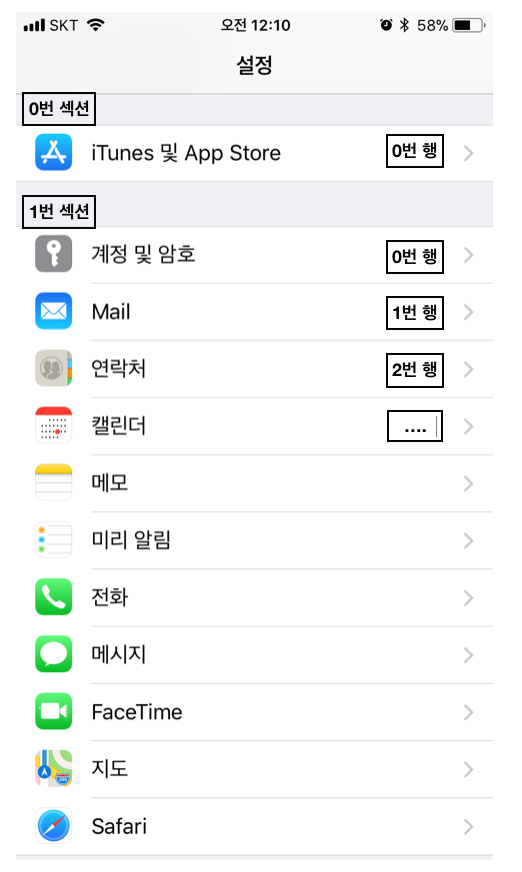 SKT 오전 12:10 58%
설정
0번 섹션
iTunes 및 App Store 0번 행
1번 섹션
계정 및 암호 0번 행
Mail 1번 행
연락처 2번 행
캘린더 ....
메모
미리 알림
전화
메시지
FaceTime
지도
Safari